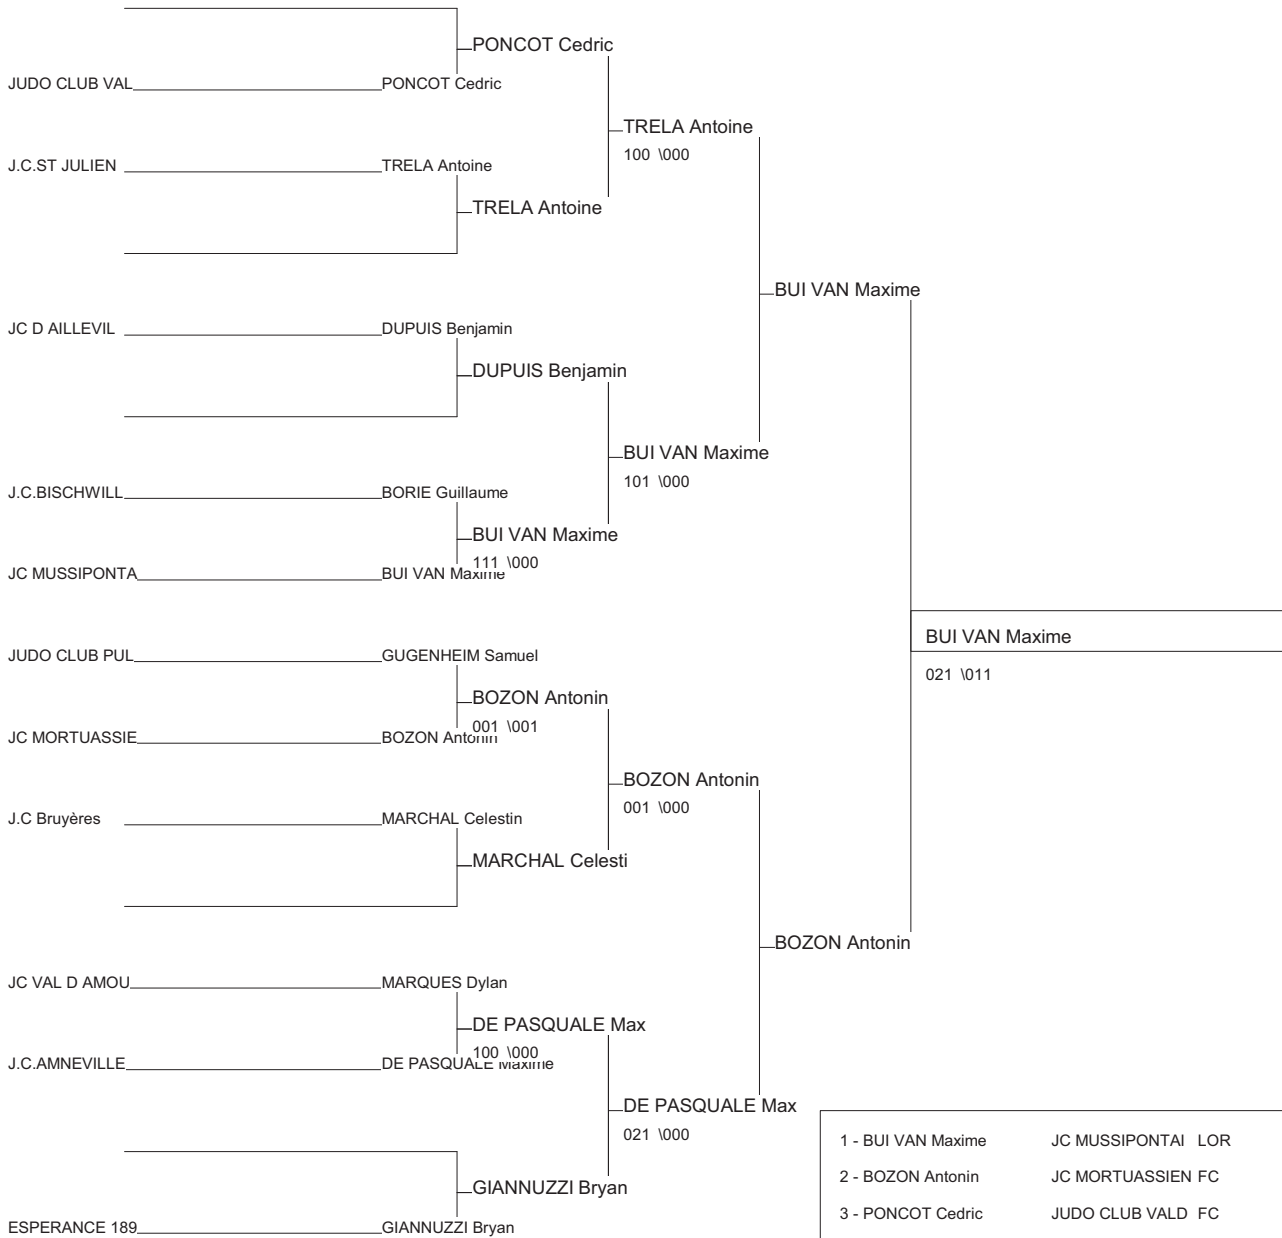 PONCOT Cedric
JUDO CLUB VAL PONCOT Cedric
TRELA Antoine
100 \000
J.C.ST JULIEN TRELA Antoine
TRELA Antoine
BUI VAN Maxime
JC D AILLEVIL DUPUIS Benjamin
DUPUIS Benjamin
BUI VAN Maxime
101 \000
J.C.BISCHWILL BORIE Guillaume
BUI VAN Maxime
111 \000
JC MUSSIPONTA BUI VAN Maxime
BUI VAN Maxime
021 \011
JUDO CLUB PUL GUGENHEIM Samuel
BOZON Antonin
001 \001
JC MORTUASSIE BOZON Antonin
BOZON Antonin
001 \000
J.C Bruyères MARCHAL Celestin
MARCHAL Celesti
BOZON Antonin
JC VAL D AMOU MARQUES Dylan
DE PASQUALE Max
100 \000
J.C.AMNEVILLE DE PASQUALE Maxime
DE PASQUALE Max
021 \000
1 - BUI VAN Maxime JC MUSSIPONTAI LOR
2 - BOZON Antonin JC MORTUASSIEN FC
GIANNUZZI Bryan
3 - PONCOT Cedric JUDO CLUB VALD FC
ESPERANCE 189 GIANNUZZI Bryan